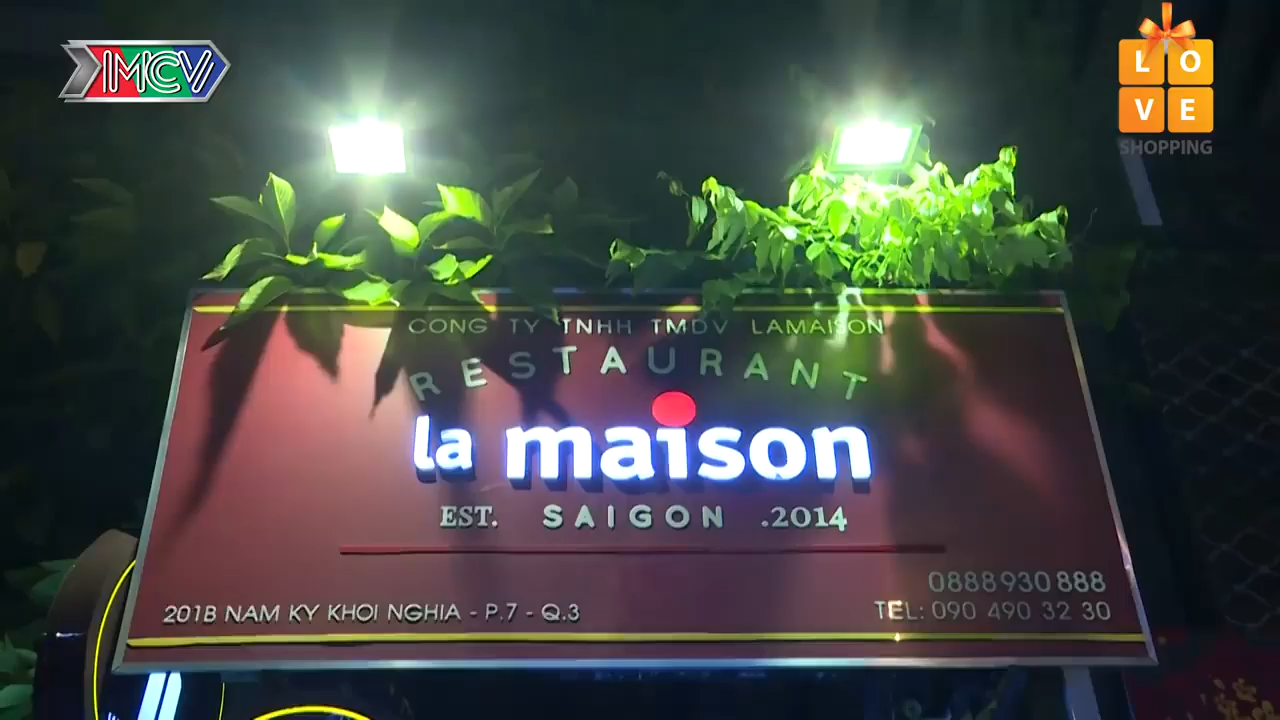 MCV
LOVE
SHOPPING
CONG TY TNHH TMDV LAMAISON
RESTAURANT
la maison
EST. SAIGON .2014
0888930888
201B NAM KY KHOI NGHIA - P.7 - Q.3
TEL: 090 490 32 30